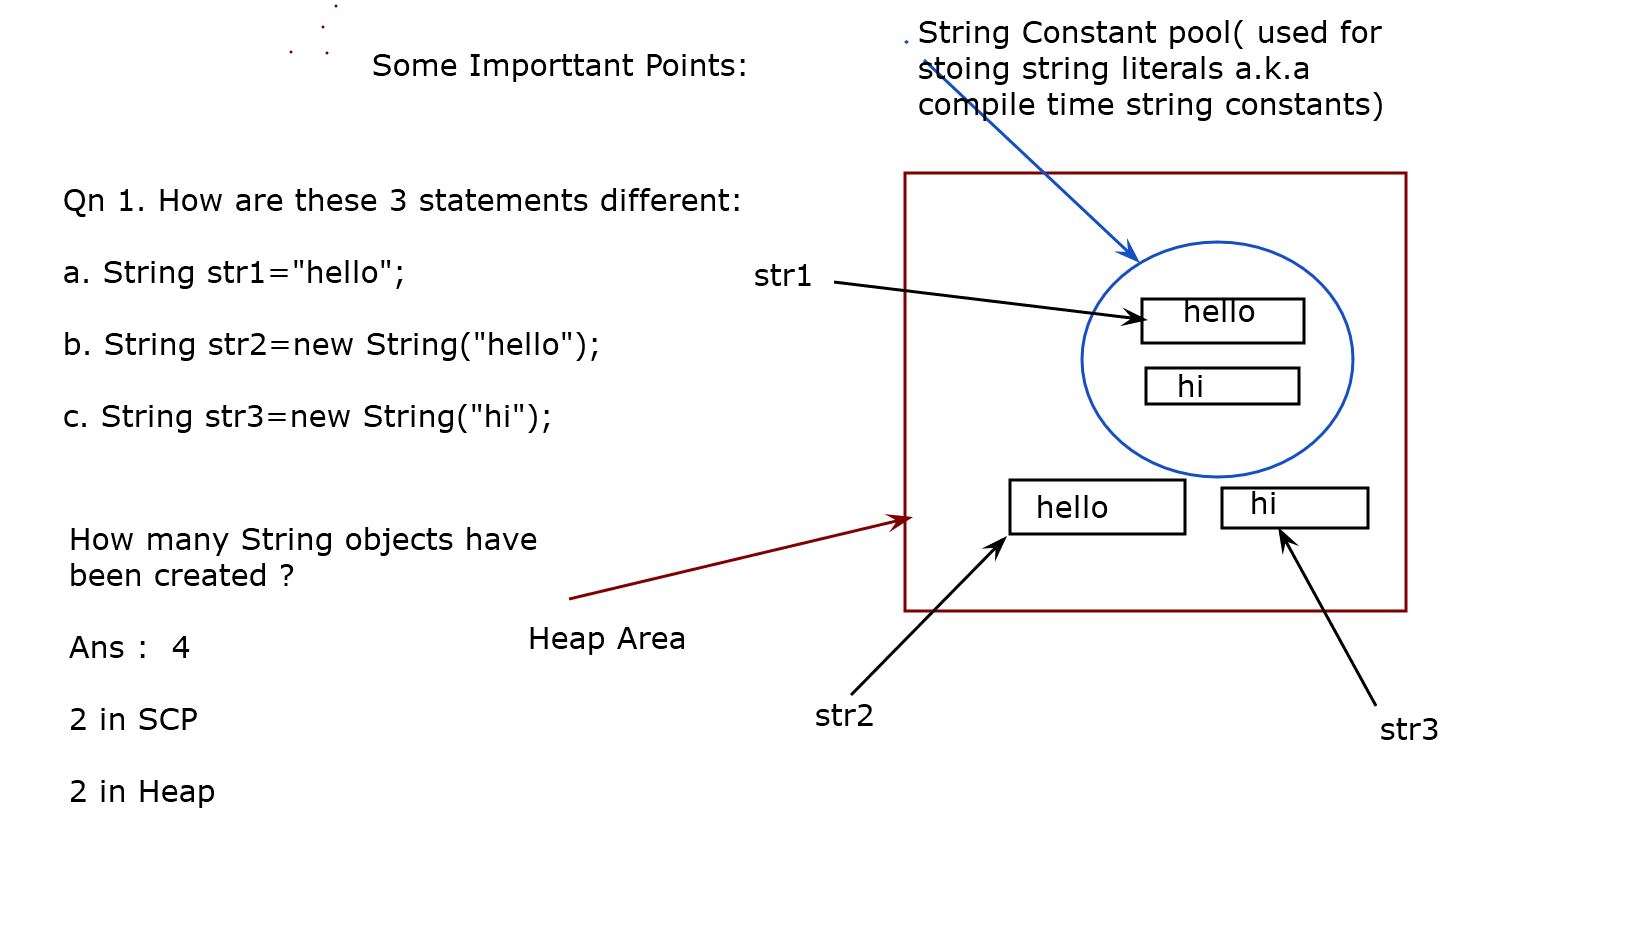 Some Importtant Points:
String Constant pool( used for
stoing string literals a.k.a
compile time string constants)
Qn 1. How are these 3 statements different:
a. String str1="hello";
b. String str2=new String("hello");
c. String str3=new String("hi");
How many String objects have
been created ?
Ans :  4
2 in SCP
2 in Heap
str1
hello
hi
hello
hi
Heap Area
str2
str3